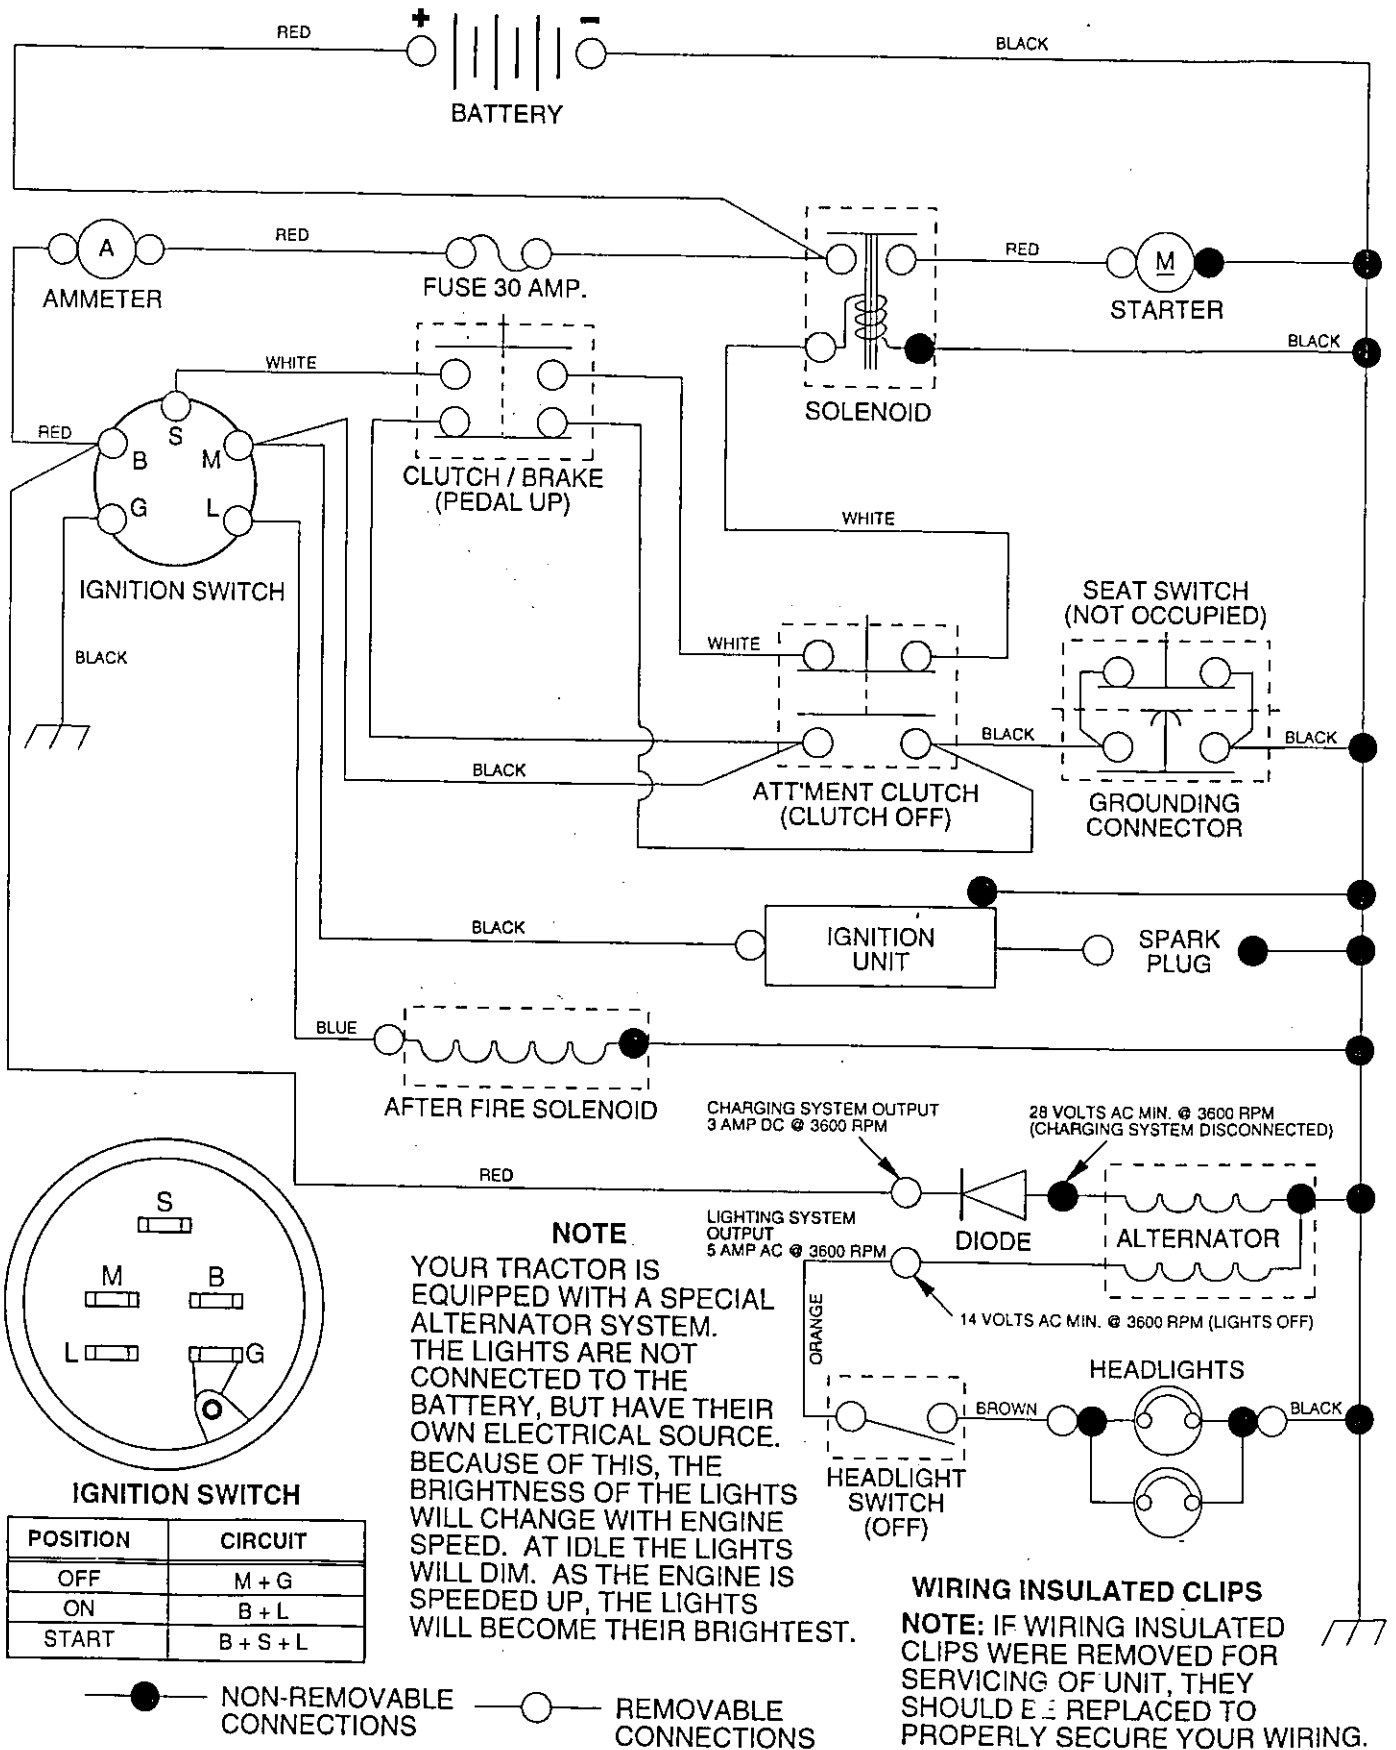 + -
RED
BLACK
BATTERY
A
RED
RED
M
AMMETER
FUSE 30 AMP.
STARTER
BLACK
WHITE
SOLENOID
RED
S
B
M
G
L
CLUTCH / BRAKE
(PEDAL UP)
WHITE
IGNITION SWITCH
SEAT SWITCH
(NOT OCCUPIED)
BLACK
WHITE
BLACK
BLACK
BLACK
ATT'MENT CLUTCH
(CLUTCH OFF)
GROUNDING
CONNECTOR
BLACK
IGNITION
UNIT
SPARK
PLUG
BLUE
AFTER FIRE SOLENOID
CHARGING SYSTEM OUTPUT
3 AMP DC @ 3600 RPM
28 VOLTS AC MIN. @ 3600 RPM
(CHARGING SYSTEM DISCONNECTED)
RED
DIODE
ALTERNATOR
LIGHTING SYSTEM
OUTPUT
5 AMP AC @ 3600 RPM
14 VOLTS AC MIN. @ 3600 RPM (LIGHTS OFF)
ORANGE
HEADLIGHTS
BROWN
BLACK
HEADLIGHT
SWITCH
(OFF)
S
M B
L G
IGNITION SWITCH
POSITION CIRCUIT
OFF M + G
ON B + L
START B + S + L
NOTE
YOUR TRACTOR IS
EQUIPPED WITH A SPECIAL
ALTERNATOR SYSTEM.
THE LIGHTS ARE NOT
CONNECTED TO THE
BATTERY, BUT HAVE THEIR
OWN ELECTRICAL SOURCE.
BECAUSE OF THIS, THE
BRIGHTNESS OF THE LIGHTS
WILL CHANGE WITH ENGINE
SPEED. AT IDLE THE LIGHTS
WILL DIM. AS THE ENGINE IS
SPEEDED UP, THE LIGHTS
WILL BECOME THEIR BRIGHTEST.
WIRING INSULATED CLIPS
NOTE: IF WIRING INSULATED
CLIPS WERE REMOVED FOR
SERVICING OF UNIT, THEY
SHOULD BE REPLACED TO
PROPERLY SECURE YOUR WIRING.
NON-REMOVABLE
CONNECTIONS
REMOVABLE
CONNECTIONS